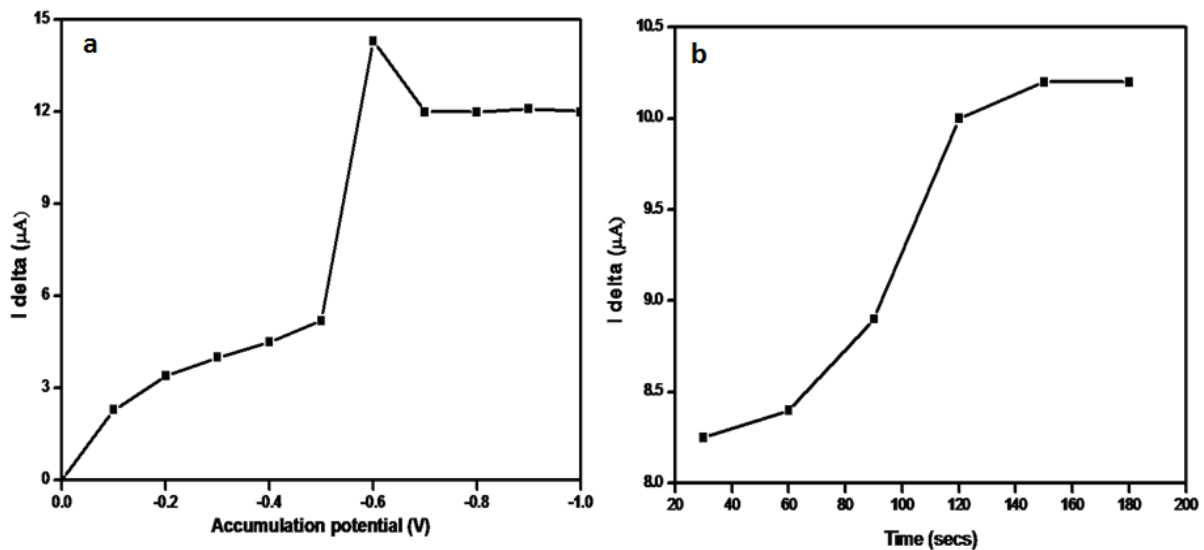 a
15
12
9
6
3
0
I delta (μA)
0.0 -0.2 -0.4 -0.6 -0.8 -1.0
Accumulation potential (V)
b
10.5
10.0
9.5
9.0
8.5
8.0
I delta (μA)
20 40 60 80 100 120 140 160 180 200
Time (secs)